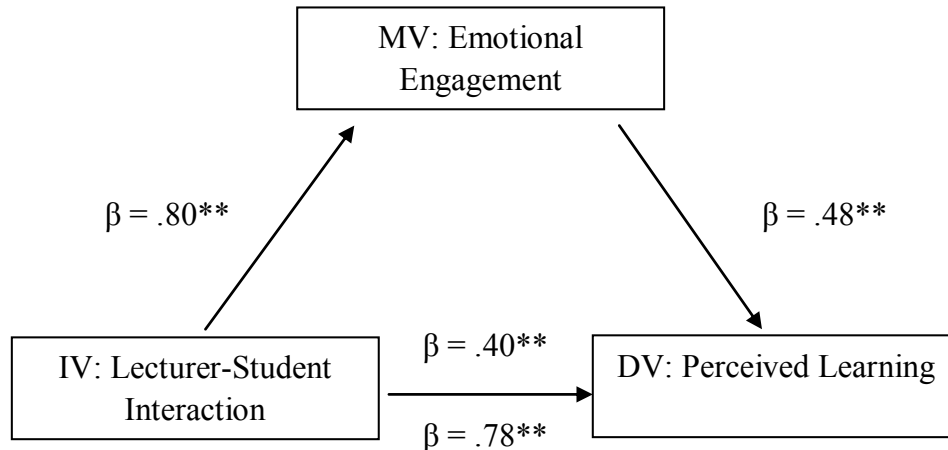 MV: Emotional
Engagement
β = .80**
β = .48**
IV: Lecturer-Student
Interaction
β = .40**
β = .78**
DV: Perceived Learning